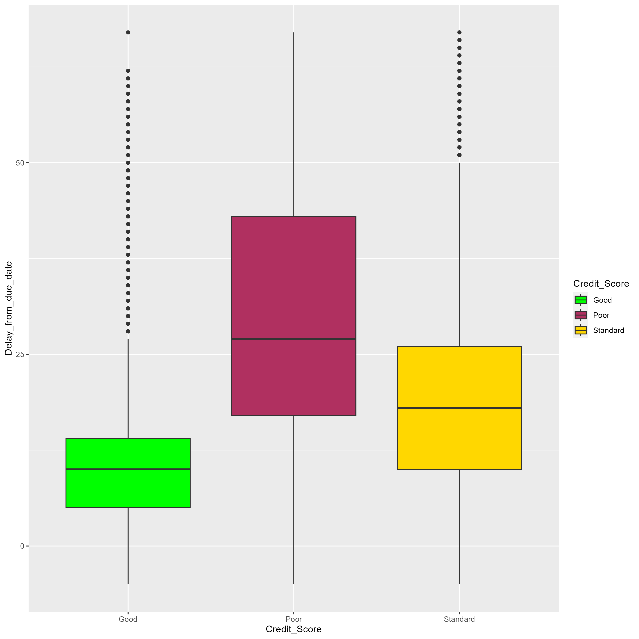 Delay_from_due_date
50
25
0
Good
Poor
Standard
Credit_Score
Credit_Score
Good
Poor
Standard